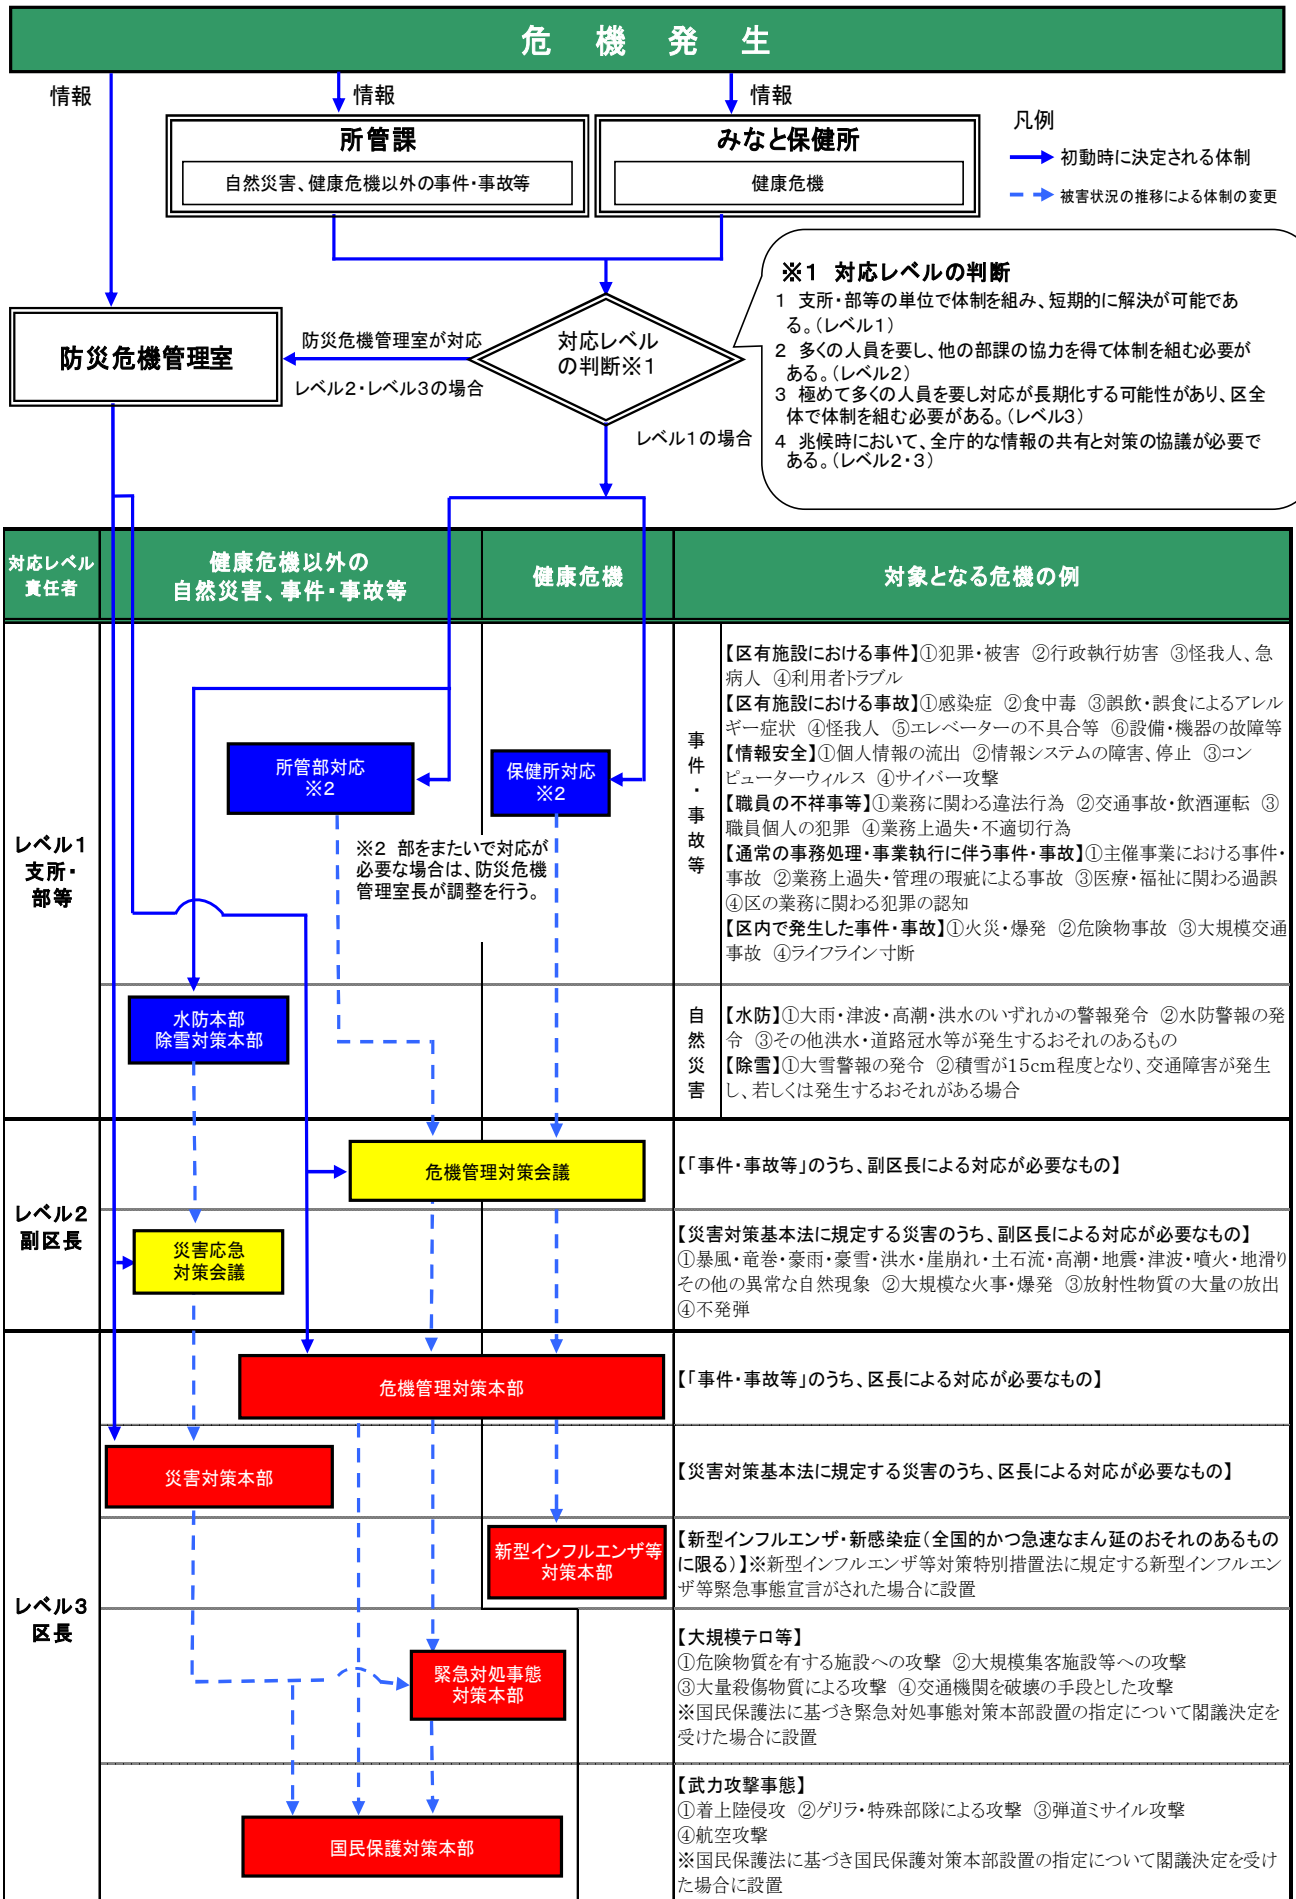 危機発生
情報
情報
情報
所管課
自然災害、健康危機以外の事件・事故等
みなと保健所
健康危機
凡例
初動時に決定される体制
被害状況の推移による体制の変更
※1 対応レベルの判断
1 支所・部等の単位で体制を組み、短期的に解決が可能であ
る。(レベル1)
2 多くの人員を要し、他の部課の協力を得て体制を組む必要が
ある。(レベル2)
3 極めて多くの人員を要し対応が長期化する可能性があり、区全
体で体制を組む必要がある。(レベル3)
4 兆候時において、全庁的な情報の共有と対策の協議が必要で
ある。(レベル2・3)
防災危機管理室
防災危機管理室が対応
レベル2・レベル3の場合
対応レベル
の判断※1
レベル1の場合
対応レベル
責任者
健康危機以外の
自然災害、事件・事故等
健康危機
対象となる危機の例
レベル1
支所・
部等
所管部対応
※2
保健所対応
※2
※2 部をまたいで対応が
必要な場合は、防災危機
管理室長が調整を行う。
水防本部
除雪対策本部
事件・事故等
【区有施設における事件】①犯罪・被害 ②行政執行妨害 ③怪我人、急
病人 ④利用者トラブル
【区有施設における事故】①感染症 ②食中毒 ③誤飲・誤食によるアレル
ギー症状 ④怪我人 ⑤エレベーターの不具合等 ⑥設備・機器の故障等
【情報安全】①個人情報の流出 ②情報システムの障害、停止 ③コン
ピューターウィルス ④サイバー攻撃
【職員の不祥事等】①業務に関わる違法行為 ②交通事故・飲酒運転 ③
職員個人の犯罪 ④業務上過失・不適切行為
【通常の事務処理・事業執行に伴う事件・事故】①主催事業における事件・
事故 ②業務上過失・管理の瑕疵による事故 ③医療・福祉に関わる過誤
④区の業務に関わる犯罪の認知
【区内で発生した事件・事故】①火災・爆発 ②危険物事故 ③大規模交通
事故 ④ライフライン寸断
自然災害
【水防】①大雨・津波・高潮・洪水のいずれかの警報発令 ②水防警報の発
令 ③その他洪水・道路冠水等が発生するおそれのあるもの
【除雪】①大雪警報の発令 ②積雪が15cm程度となり、交通障害が発生
し、若しくは発生するおそれがある場合
レベル2
副区長
危機管理対策会議
【「事件・事故等」のうち、副区長による対応が必要なもの】
災害応急
対策会議
【災害対策基本法に規定する災害のうち、副区長による対応が必要なもの】
①暴風・竜巻・豪雨・豪雪・洪水・崖崩れ・土石流・高潮・地震・津波・噴火・地滑り
その他の異常な自然現象 ②大規模な火事・爆発 ③放射性物質の大量の放出
④不発弾
レベル3
区長
危機管理対策本部
【「事件・事故等」のうち、区長による対応が必要なもの】
災害対策本部
【災害対策基本法に規定する災害のうち、区長による対応が必要なもの】
新型インフルエンザ等
対策本部
【新型インフルエンザ・新感染症(全国的かつ急速なまん延のおそれのあるもの
に限る)】※新型インフルエンザ等対策特別措置法に規定する新型インフルエン
ザ等緊急事態宣言がされた場合に設置
緊急対処事態
対策本部
【大規模テロ等】
①危険物質を有する施設への攻撃 ②大規模集客施設等への攻撃
③大量殺傷物質による攻撃 ④交通機関を破壊の手段とした攻撃
※国民保護法に基づき緊急対処事態対策本部設置の指定について閣議決定を
受けた場合に設置
国民保護対策本部
【武力攻撃事態】
①着上陸侵攻 ②ゲリラ・特殊部隊による攻撃 ③弾道ミサイル攻撃
④航空攻撃
※国民保護法に基づき国民保護対策本部設置の指定について閣議決定を受け
た場合に設置